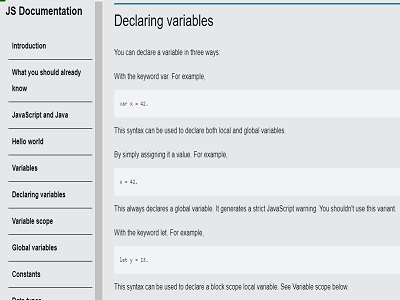 JS Documentation
Introduction
What you should already
know
JavaScript and Java
Hello world
Variables
Declaring variables
Variable scope
Global variables
Constants
Data types
Declaring variables
You can declare a variable in three ways:
With the keyword var. For example,
var x = 42.
This syntax can be used to declare both local and global variables.
By simply assigning it a value. For example,
x = 42.
This always declares a global variable. It generates a strict JavaScript warning. You shouldn't use this variant.
With the keyword let. For example,
let y = 13.
This syntax can be used to declare a block scope local variable. See Variable scope below.